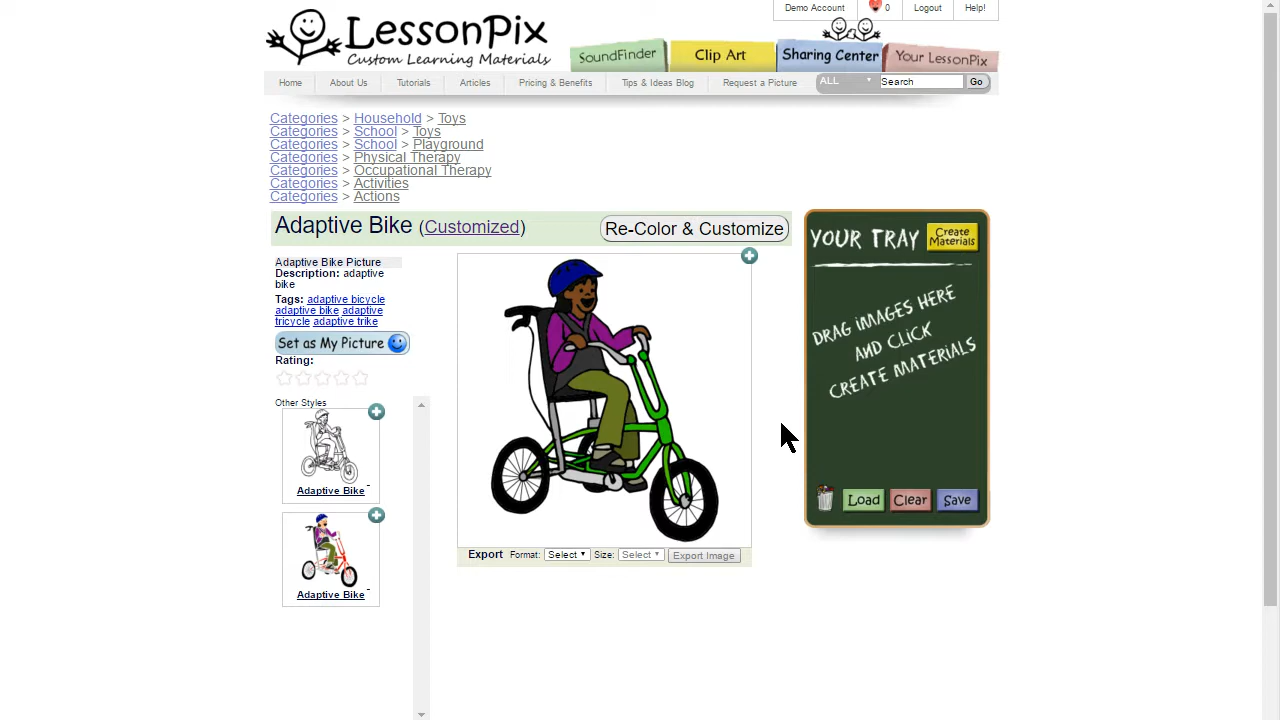 Demo Account 0 Logout Help!
LessonPix
Custom Learning Materials
SoundFinder Clip Art Sharing Center Your LessonPix
Home About Us Tutorials Articles Pricing & Benefits Tips & Ideas Blog Request a Picture ALL Search Go
Categories > Household > Toys
Categories > School > Toys
Categories > School > Playground
Categories > Physical Therapy
Categories > Occupational Therapy
Categories > Activities
Categories > Actions
Adaptive Bike (Customized) Re-Color & Customize
Adaptive Bike Picture
Description: adaptive
bike
Tags: adaptive bicycle
adaptive bike adaptive
tricycle adaptive trike
Set as My Picture
Rating:
Other Styles
Adaptive Bike
Adaptive Bike
Export Format: Select Size: Select Export Image
YOUR TRAY Create Materials
DRAG IMAGES HERE
AND CLICK
CREATE MATERIALS
Load Clear Save